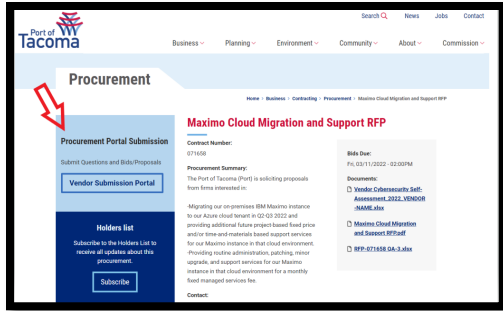 Search News Jobs Contact
Port of
Tacoma
Business Planning Environment Community About Commission
Procurement
Home > Business > Contracting > Procurement > Maximo Cloud Migration and Support RFP
Procurement Portal Submission
Submit Questions and Bids/Proposals
Vendor Submission Portal
Holders list
Subscribe to the Holders List to
receive all updates about this
procurement.
Subscribe
Maximo Cloud Migration and Support RFP
Contract Number:
071658
Procurement Summary:
The Port of Tacoma (Port) is soliciting proposals
from firms interested in:
-Migrating our on-premises IBM Maximo instance
to our Azure cloud tenant in Q2-Q3 2022 and
providing additional future project-based fixed price
and/or time-and-materials based support services
for our Maximo instance in that cloud environment.
-Providing routine administration, patching, minor
upgrade, and support services for our Maximo
instance in that cloud environment for a monthly
fixed managed services fee.
Contact:
Bids Due:
Fri, 03/11/2022 - 02:00PM
Documents:
Vendor Cybersecurity Self-
Assessment_2022_VENDOR
-NAME.xlsx
Maximo Cloud Migration
and Support RFP.pdf
RFP-071658 QA-3.xlsx